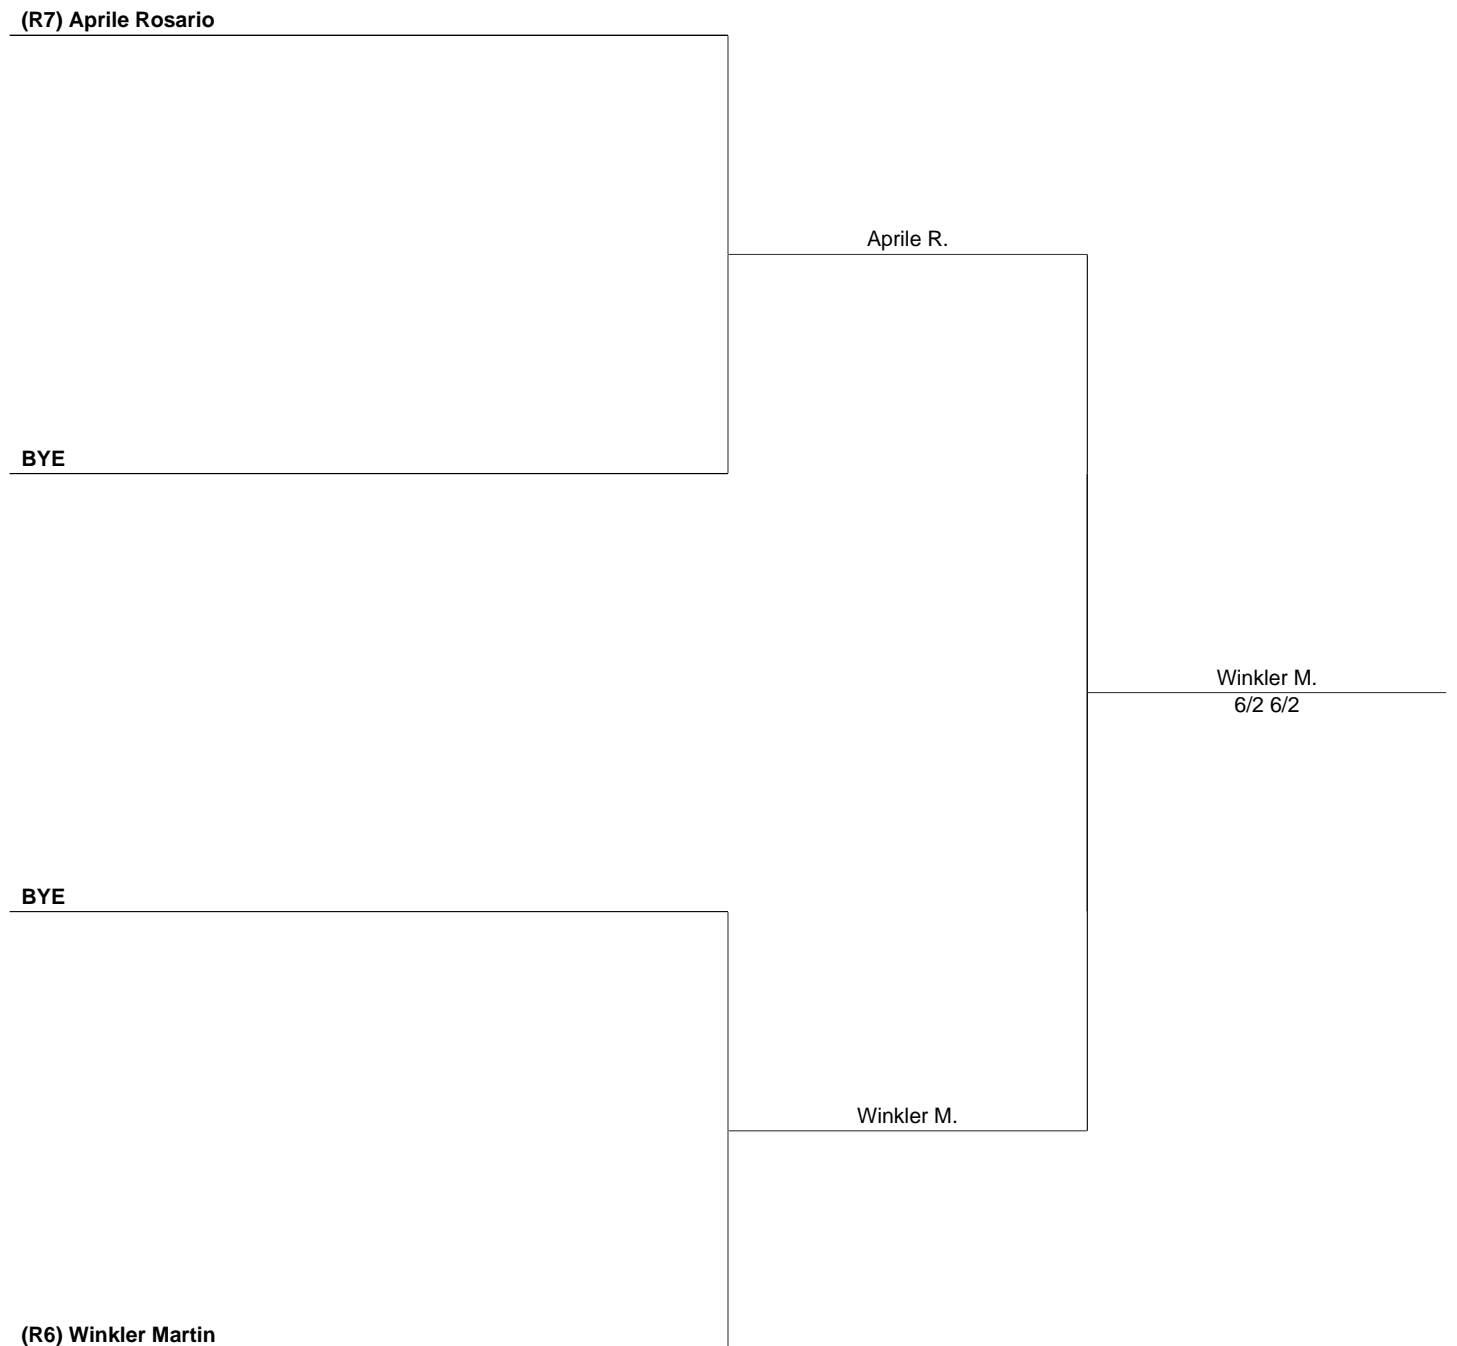 (R7) Aprile Rosario
Aprile R.
BYE
Winkler M.
6/2 6/2
BYE
Winkler M.
(R6) Winkler Martin